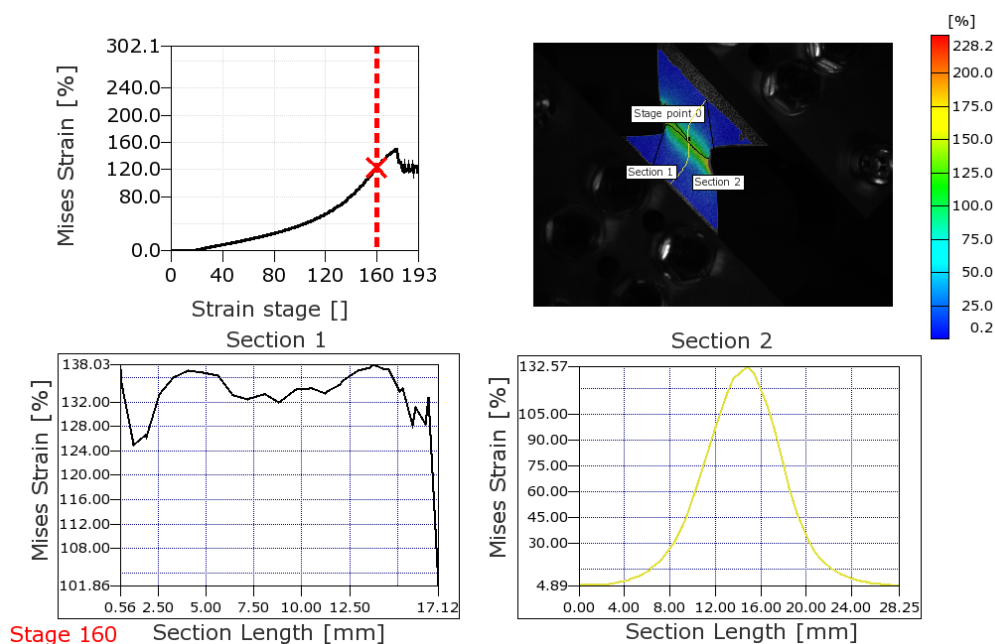 302.1
240.0
200.0
160.0
120.0
80.0
0.0
Mises Strain [%]
0 40 80 120 160 193
Strain stage []
Stage point 0
Section 1
Section 2
[%]
228.2
200.0
175.0
150.0
125.0
100.0
75.0
50.0
25.0
0.2
Section 1
138.03
132.00
128.00
124.00
120.00
116.00
112.00
108.00
101.86
Mises Strain [%]
0.56 2.50 5.00 7.50 10.00 12.50 17.12
Section Length [mm]
Section 2
132.57
105.00
90.00
75.00
60.00
45.00
30.00
4.89
Mises Strain [%]
0.00 4.00 8.00 12.00 16.00 20.00 24.00 28.25
Section Length [mm]
Stage 160